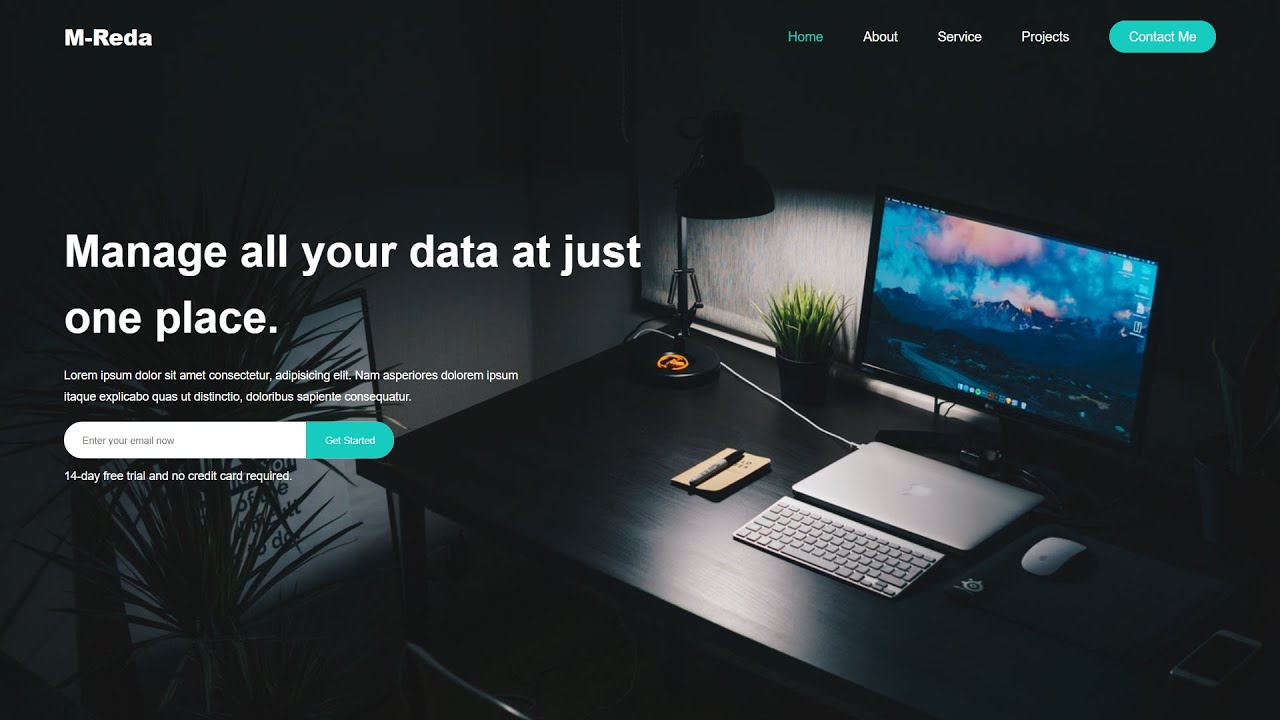 M-Reda
Home
About
Service
Projects
Contact Me
Manage all your data at just
one place.
Lorem ipsum dolor sit amet consectetur, adipisicing elit. Nam asperiores dolorem ipsum
itaque explicabo quas ut distinctio, doloribus sapiente consequatur.
Enter your email now
Get Started
14-day free trial and no credit card required.